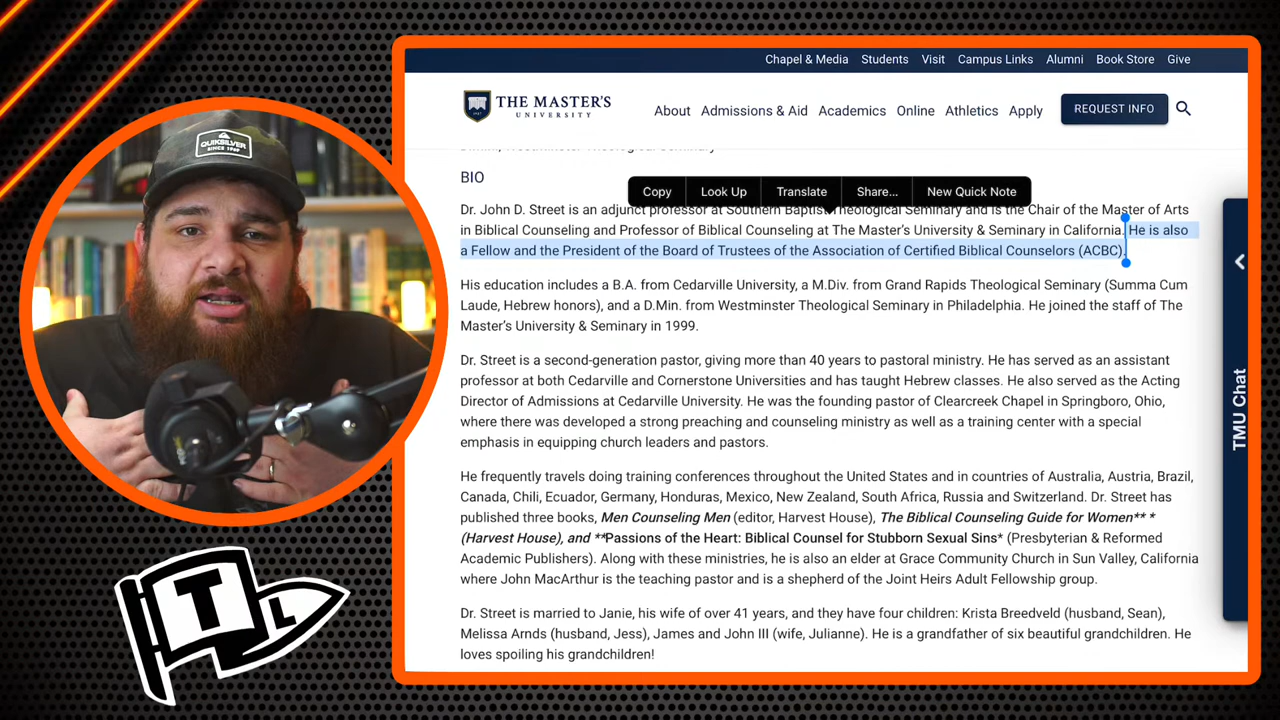 Chapel & Media Students Visit Campus Links Alumni Book Store Give
THE MASTER'S
UNIVERSITY
About Admissions & Aid Academics Online Athletics Apply REQUEST INFO
BIO
Copy Look Up Translate Share... New Quick Note
Dr. John D. Street is an adjunct professor at Southern Baptist Theological Seminary and is the Chair of the Master of Arts
in Biblical Counseling and Professor of Biblical Counseling at The Master's University & Seminary in California. He is also
a Fellow and the President of the Board of Trustees of the Association of Certified Biblical Counselors (ACBC).
His education includes a B.A. from Cedarville University, a M.Div. from Grand Rapids Theological Seminary (Summa Cum
Laude, Hebrew honors), and a D.Min. from Westminster Theological Seminary in Philadelphia. He joined the staff of The
Master's University & Seminary in 1999.
Dr. Street is a second-generation pastor, giving more than 40 years to pastoral ministry. He has served as an assistant
professor at both Cedarville and Cornerstone Universities and has taught Hebrew classes. He also served as the Acting
Director of Admissions at Cedarville University. He was the founding pastor of Clearcreek Chapel in Springboro, Ohio,
where there was developed a strong preaching and counseling ministry as well as a training center with a special
emphasis in equipping church leaders and pastors.
He frequently travels doing training conferences throughout the United States and in countries of Australia, Austria, Brazil,
Canada, Chili, Ecuador, Germany, Honduras, Mexico, New Zealand, South Africa, Russia and Switzerland. Dr. Street has
published three books, Men Counseling Men (editor, Harvest House), The Biblical Counseling Guide for Women** *
(Harvest House), and **Passions of the Heart: Biblical Counsel for Stubborn Sexual Sins* (Presbyterian & Reformed
Academic Publishers). Along with these ministries, he is also an elder at Grace Community Church in Sun Valley, California
where John MacArthur is the teaching pastor and is a shepherd of the Joint Heirs Adult Fellowship group.
Dr. Street is married to Janie, his wife of over 41 years, and they have four children: Krista Breedveld (husband, Sean),
Melissa Arnds (husband, Jess), James and John III (wife, Julianne). He is a grandfather of six beautiful grandchildren. He
loves spoiling his grandchildren!
TMU Chat
QUIKSILVER
SINCE 1969
T L